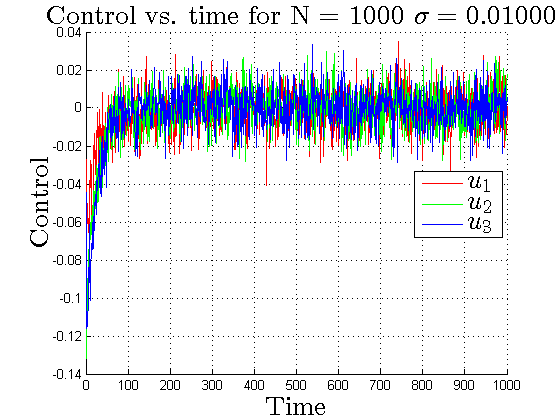 Control vs. time for N = 1000 σ = 0.01000
0.04
0.02
0
-0.02
-0.04
-0.06
-0.08
-0.1
-0.12
-0.14
Control
u1
u2
u3
0 100 200 300 400 500 600 700 800 900 1000
Time